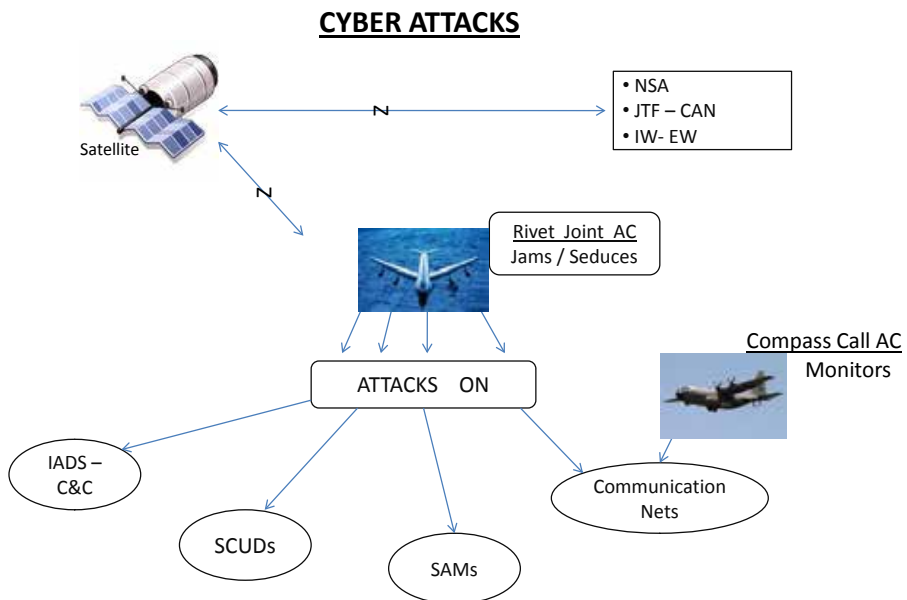 CYBER ATTACKS
Satellite
• NSA
• JTF – CAN
• IW- EW
Z
Z
Rivet Joint AC
Jams / Seduces
Compass Call AC
Monitors
ATTACKS ON
IADS –
C&C
SCUDs
SAMs
Communication
Nets